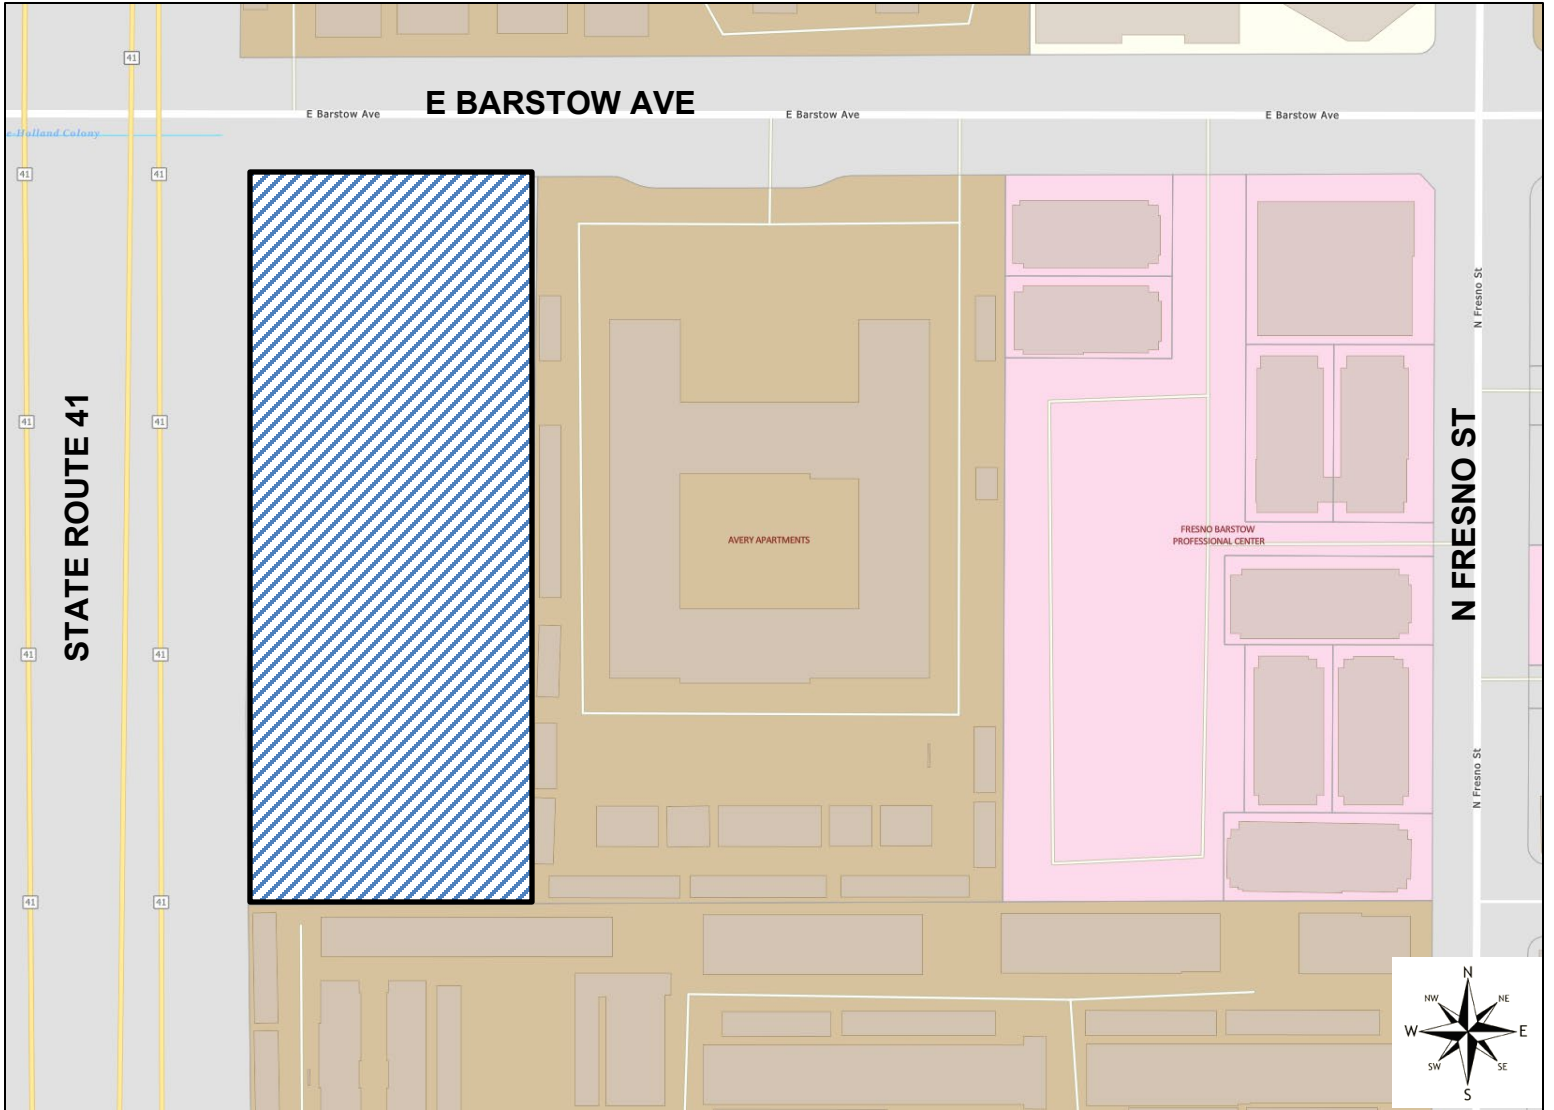 41
E BARSTOW AVE
E Barstow Ave
E Barstow Ave
E Barstow Ave
Holland Colony
41
41
N Fresno St
STATE ROUTE 41
41
41
N FRESNO ST
FRESNO BARSTOW
PROFESSIONAL CENTER
AVERY APARTMENTS
41
41
N Fresno St
41
41
N
NW
NE
W
E
SW
SE
S